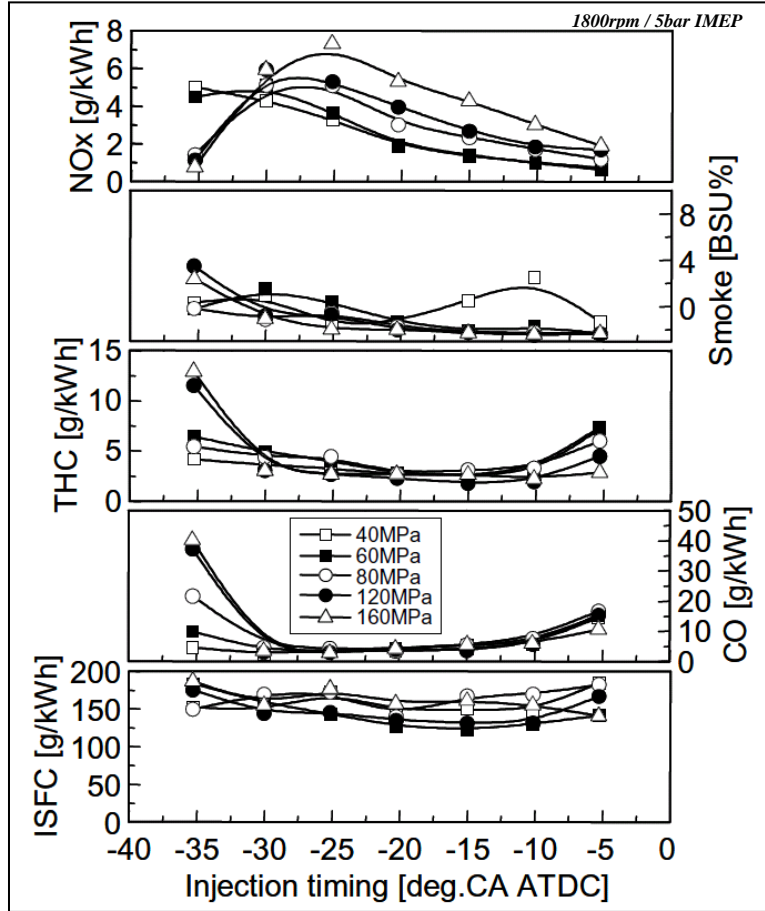 1800rpm / 5bar IMEP
NOx [g/kWh]
8
6
4
2
0
Smoke [BSU%]
8
4
0
THC [g/kWh]
15
10
5
0
CO [g/kWh]
50
40
30
20
10
0
40MPa
60MPa
80MPa
120MPa
160MPa
ISFC [g/kWh]
200
150
100
50
0
-40 -35 -30 -25 -20 -15 -10 -5 0
Injection timing [deg.CA ATDC]